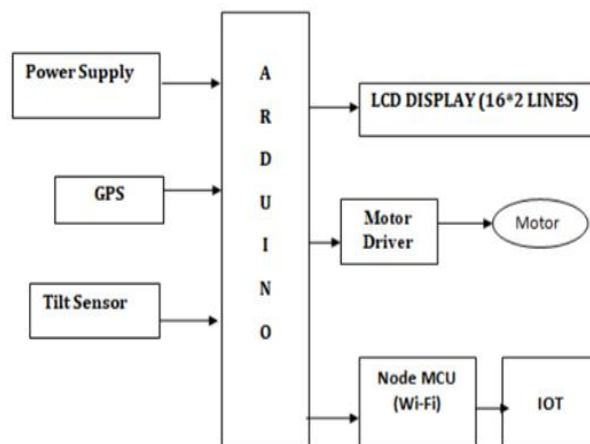 Power Supply
GPS
Tilt Sensor
A
R
D
U
I
N
O
LCD DISPLAY (16*2 LINES)
Motor
Driver
Motor
Node MCU
(Wi-Fi)
IOT